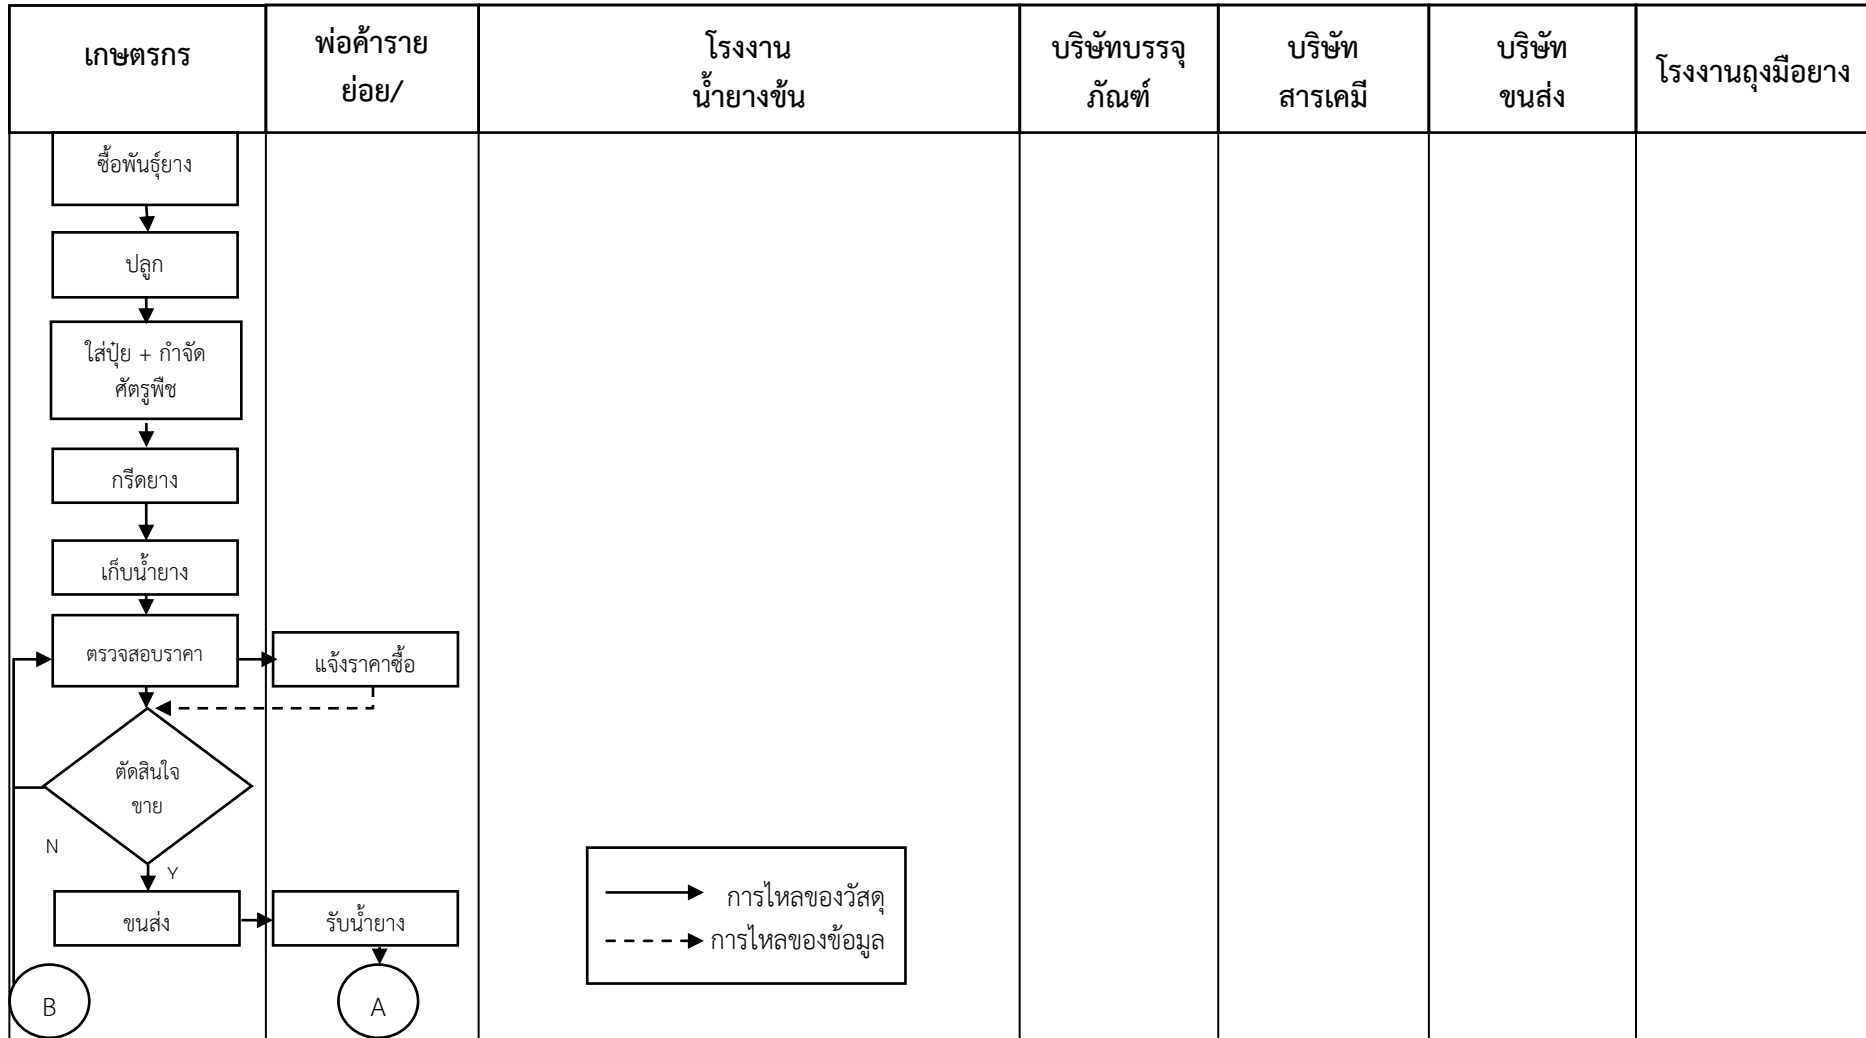 เกษตรกร
พ่อค้าราย
ย่อย/
โรงงาน
น้ำยางข้น
บริษัทบรรจุ
ภัณฑ์
บริษัท
สารเคมี
บริษัท
ขนส่ง
โรงงานถุงมือยาง
ซื้อพันธุ์ยาง
ปลูก
ใส่ปุ๋ย + กำจัด
ศัตรูพืช
กรีดยาง
เก็บน้ำยาง
ตรวจสอบราคา
แจ้งราคาซื้อ
ตัดสินใจ
ขาย
N
Y
ขนส่ง
รับน้ำยาง
การไหลของวัสดุ
การไหลของข้อมูล
B
A